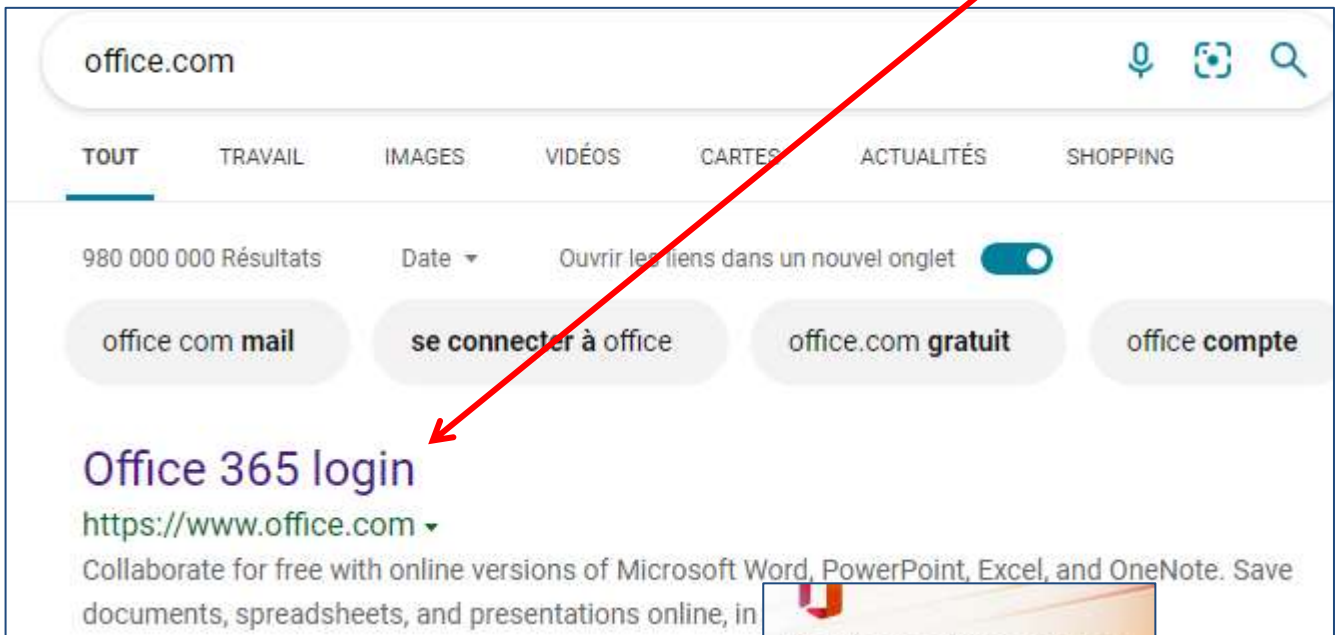 office.com
TOUT TRAVAIL IMAGES VIDÉOS CARTES ACTUALITÉS SHOPPING
980 000 000 Résultats Date Ouvrir les liens dans un nouvel onglet
office com mail se connecter à office office.com gratuit office compte
Office 365 login
https://www.office.com
Collaborate for free with online versions of Microsoft Word, PowerPoint, Excel, and OneNote. Save
documents, spreadsheets, and presentations online, in